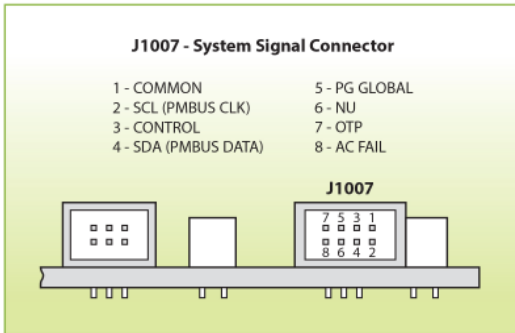 J1007 - System Signal Connector
1 - COMMON
2 - SCL (PMBUS CLK)
3 - CONTROL
4 - SDA (PMBUS DATA)
5 - PG GLOBAL
6 - NU
7 - OTP
8 - AC FAIL
J1007
7 5 3 1
8 6 4 2